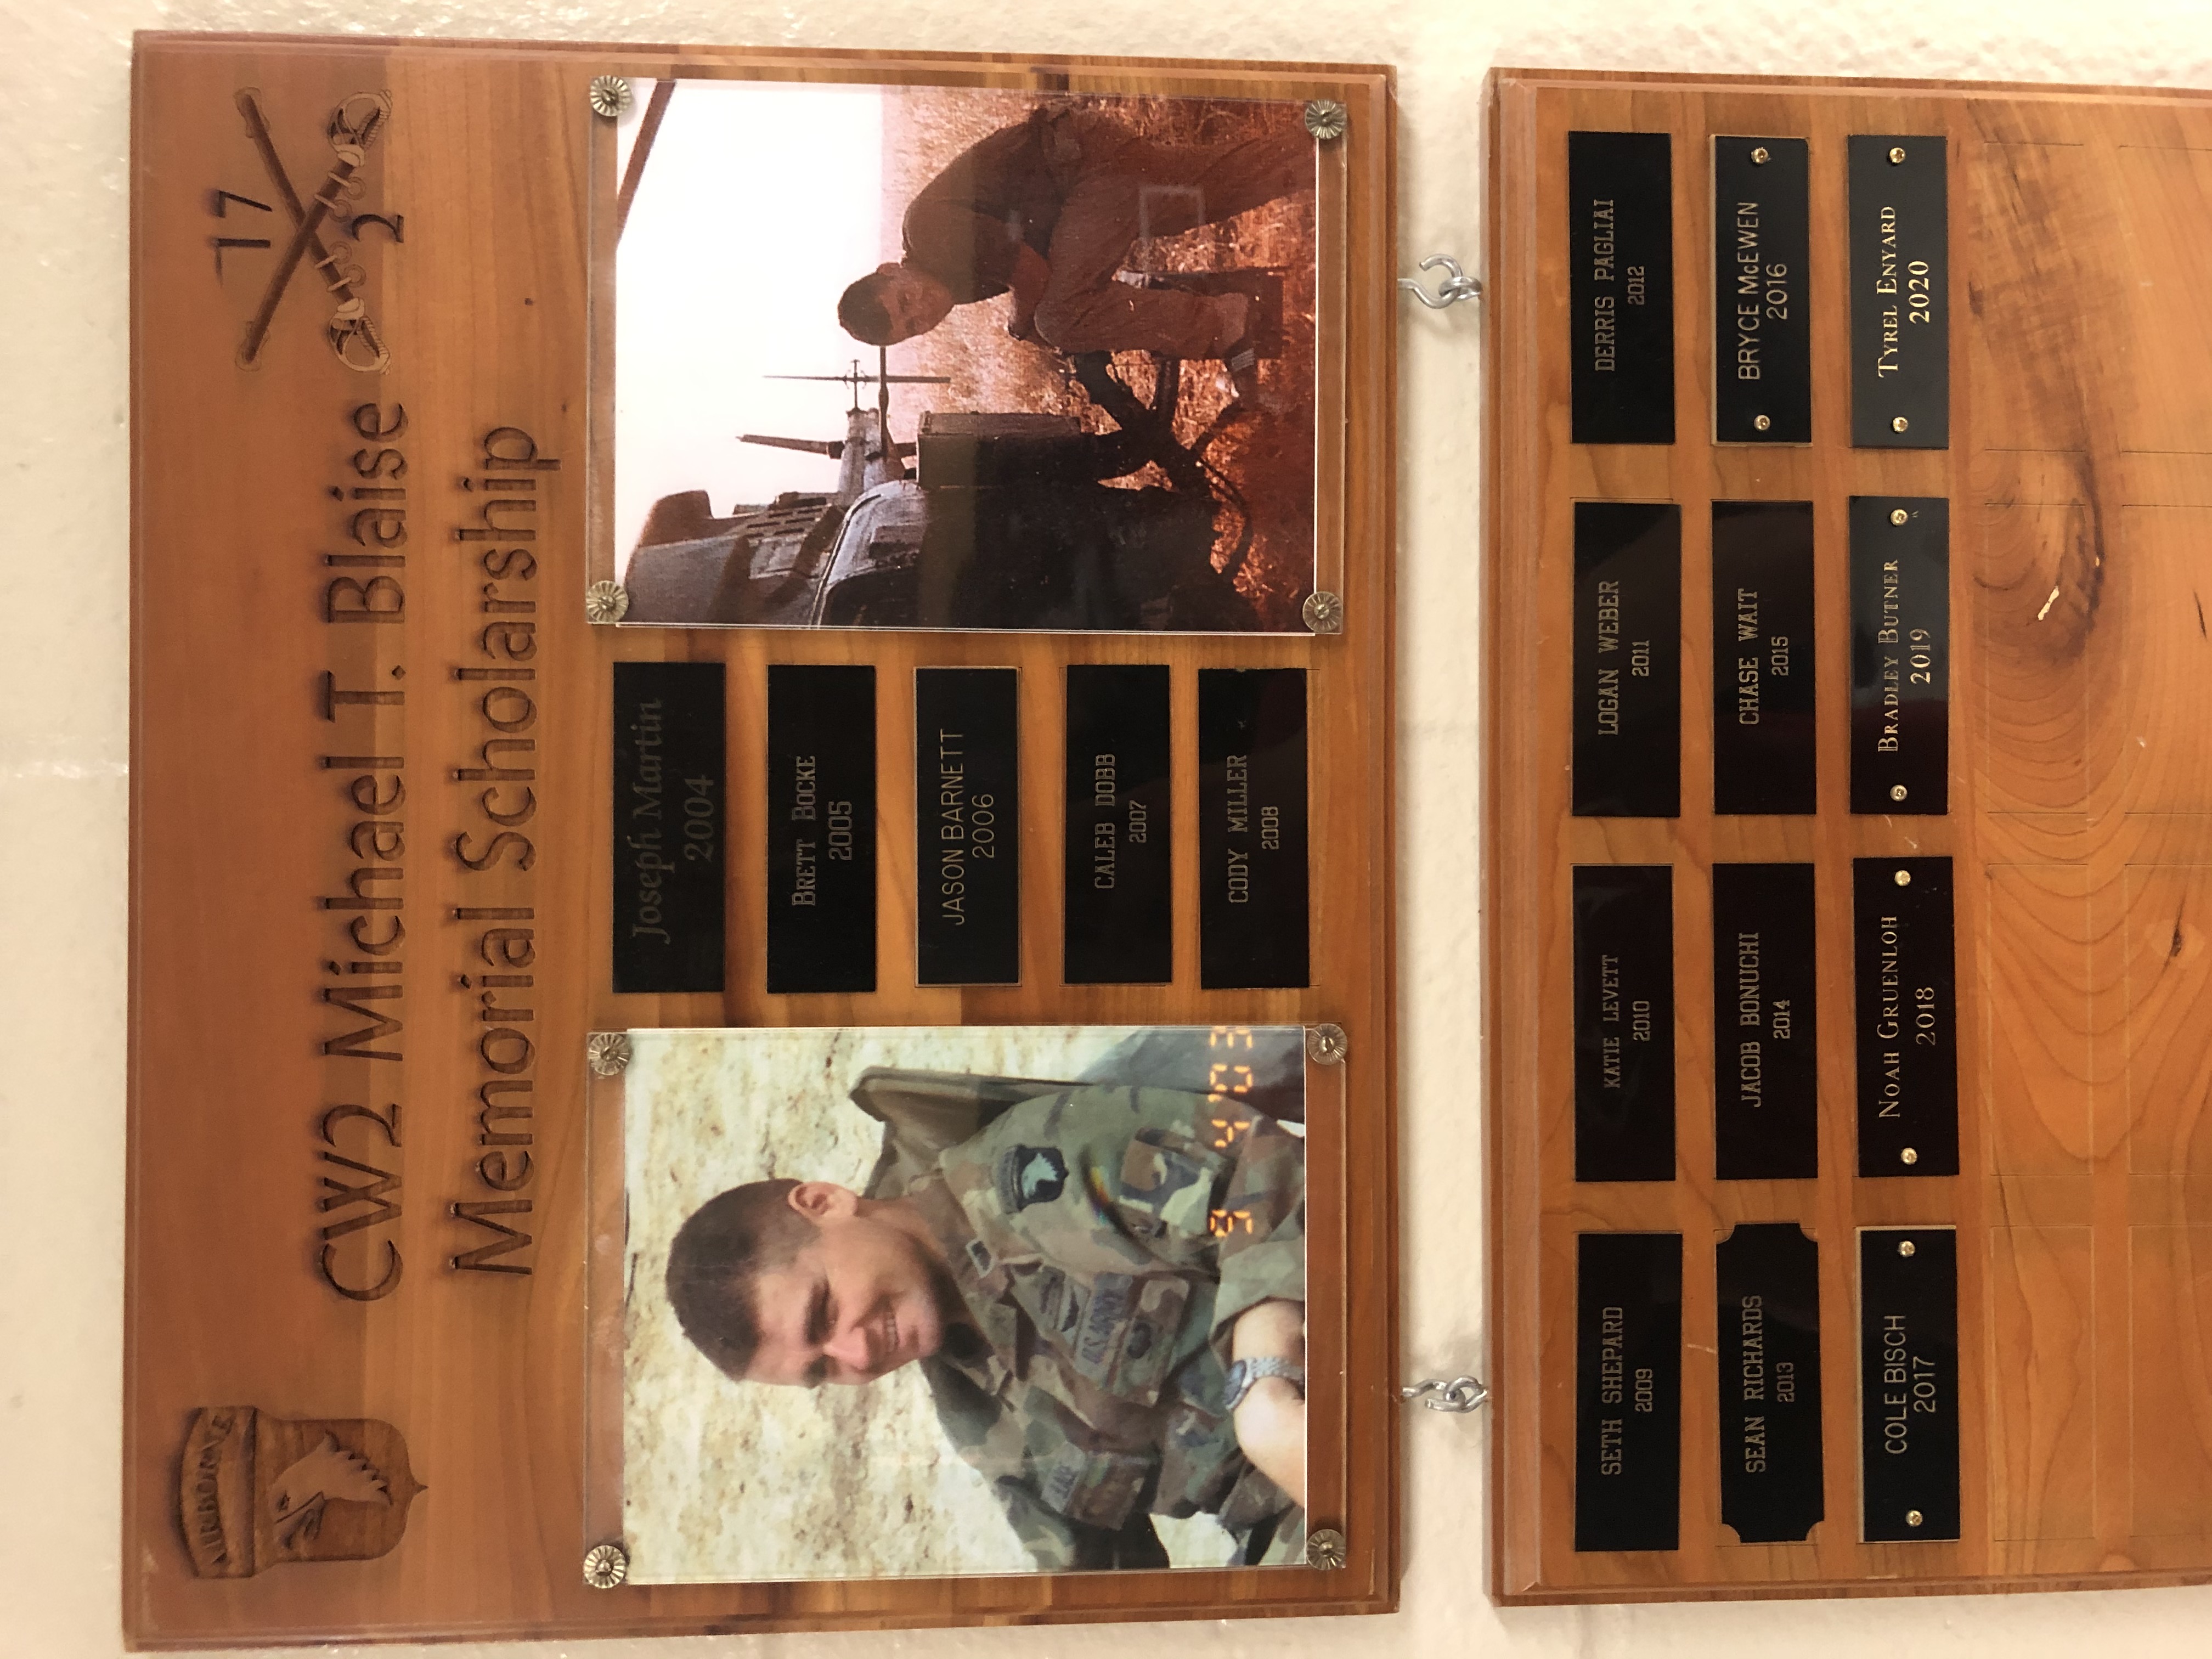 AIRBORNE
17
2
CW2 Michael T. Blaise
Memorial Scholarship
Joseph Martin
2004
BRETT BOCKE
2005
JASON BARNETT
2006
CALEB DOBB
2007
CODY MILLER
2008
U.S. ARMY
9 4'03
SETH SHEPARD
2009
KATIE LEVETT
2010
LOGAN WEBER
2011
DERRIS PAGLIAI
2012
SEAN RICHARDS
2013
JACOB BONUCHI
2014
CHASE WAIT
2015
BRYCE McEWEN
2016
COLE BISCH
2017
NOAH GRUENLOH
2018
BRADLEY BUTNER
2019
TYREL ENYARD
2020